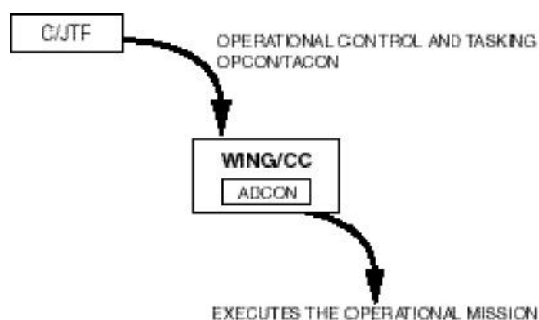 C/JTF
OPERATIONAL CONTROL AND TASKING
OPCON/TACON
WING/CC
ADCON
EXECUTES THE OPERATIONAL MISSION